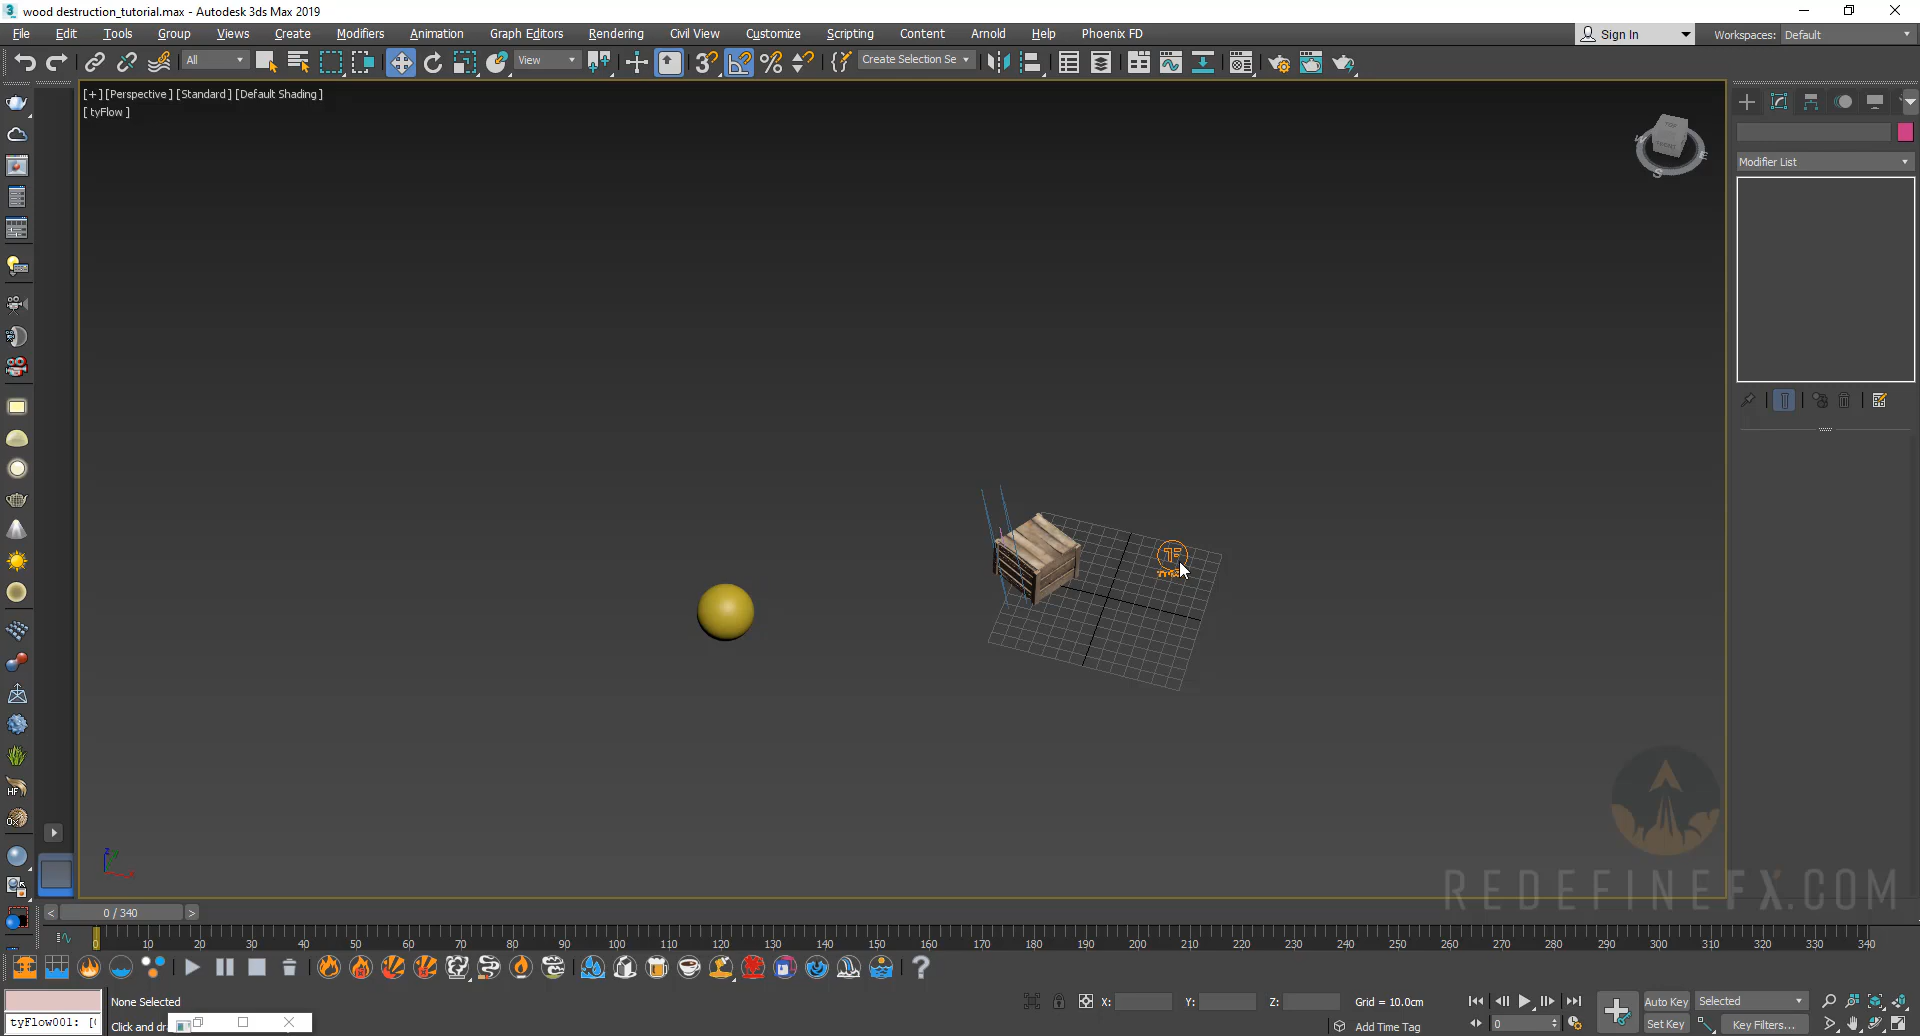 wood destruction_tutorial.max - Autodesk 3ds Max 2019
File Edit Tools Group Views Create Modifiers Animation Graph Editors Rendering Civil View Customize Scripting Content Arnold Help Phoenix FD
Sign In Workspaces: Default
All View Create Selection Se
[+] [Perspective] [Standard] [Default Shading]
[ tyFlow ]
Modifier List
W E S
HF
REDEFINEFX.COM
< 0 / 340 >
0 10 20 30 40 50 60 70 80 90 100 110 120 130 140 150 160 170 180 190 200 210 220 230 240 250 260 270 280 290 300 310 320 330 340
None Selected X: Y: Z: Grid = 10.0cm Auto Key Selected
tyFlow001: Click and dra Add Time Tag 0 Set Key Key Filters...